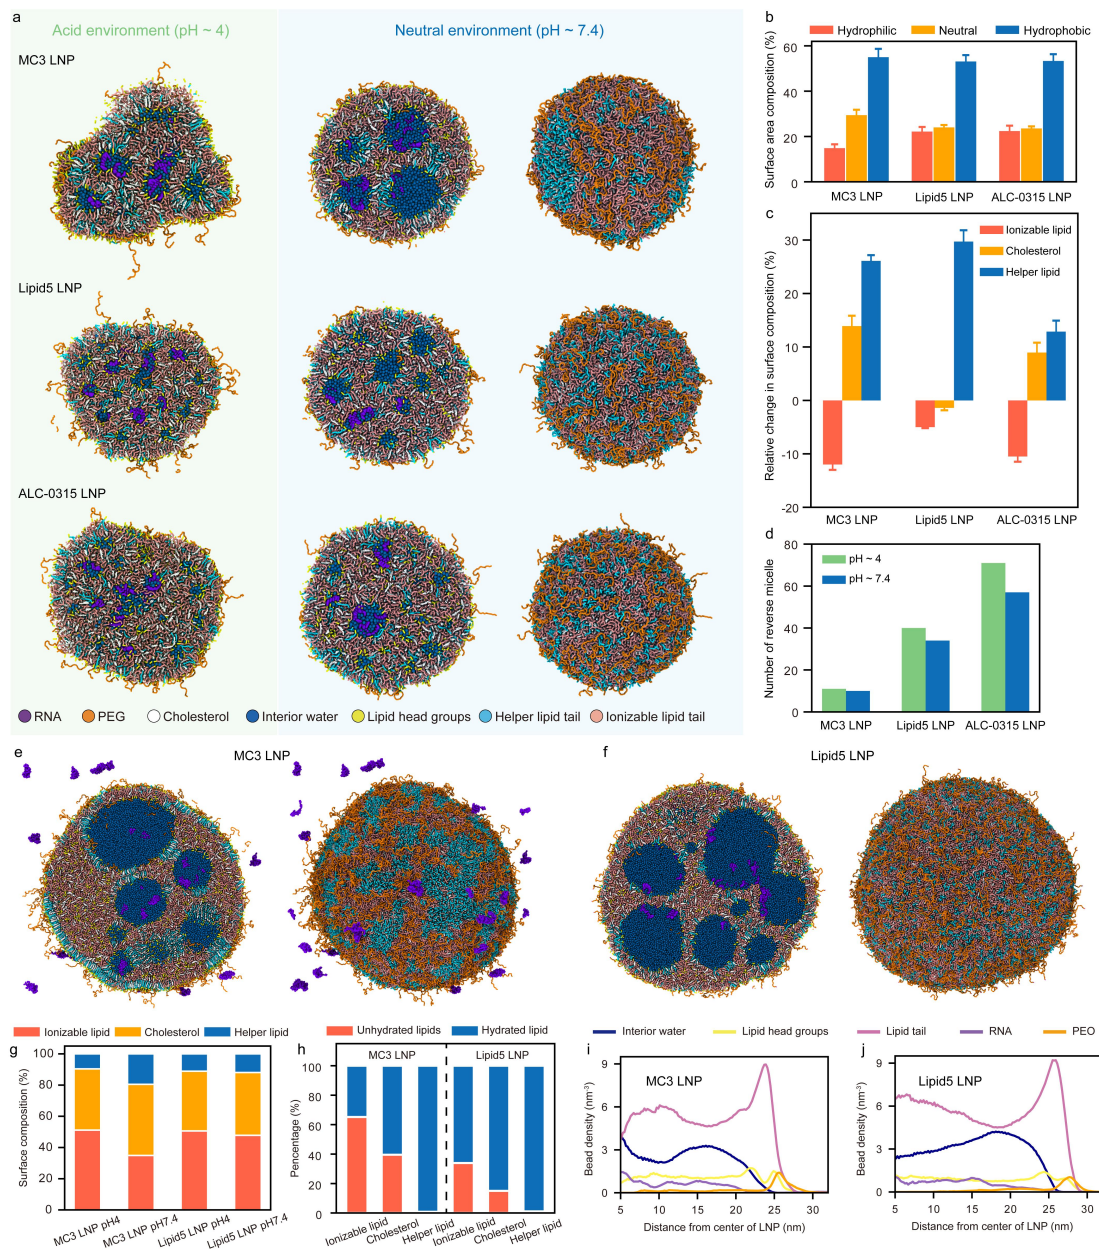 a
Acid environment (pH ~ 4)
Neutral environment (pH ~ 7.4)
MC3 LNP
Lipid5 LNP
ALC-0315 LNP
RNA
PEG
Cholesterol
Interior water
Lipid head groups
Helper lipid tail
Ionizable lipid tail
b
Hydrophilic
Neutral
Hydrophobic
Surface area composition (%)
60
40
20
0
MC3 LNP
Lipid5 LNP
ALC-0315 LNP
c
Ionizable lipid
Cholesterol
Helper lipid
Relative change in surface composition (%)
30
20
10
0
-10
-20
MC3 LNP
Lipid5 LNP
ALC-0315 LNP
d
pH ~ 4
pH ~ 7.4
Number of reverse micelle
80
60
40
20
0
MC3 LNP
Lipid5 LNP
ALC-0315 LNP
e
MC3 LNP
f
Lipid5 LNP
g
Ionizable lipid
Cholesterol
Helper lipid
Surface composition (%)
100
80
60
40
20
0
MC3 LNP pH4
MC3 LNP pH7.4
Lipid5 LNP pH4
Lipid5 LNP pH7.4
h
Unhydrated lipids
Hydrated lipid
MC3 LNP
Lipid5 LNP
Percentage (%)
100
80
60
40
20
0
Ionizable lipid
Cholesterol
Helper lipid
Ionizable lipid
Cholesterol
Helper lipid
Interior water
Lipid head groups
Lipid tail
RNA
PEO
i
MC3 LNP
Bead density (nm⁻³)
9
6
3
0
5
10
15
20
25
30
Distance from center of LNP (nm)
j
Lipid5 LNP
Bead density (nm⁻³)
9
6
3
0
5
10
15
20
25
30
Distance from center of LNP (nm)